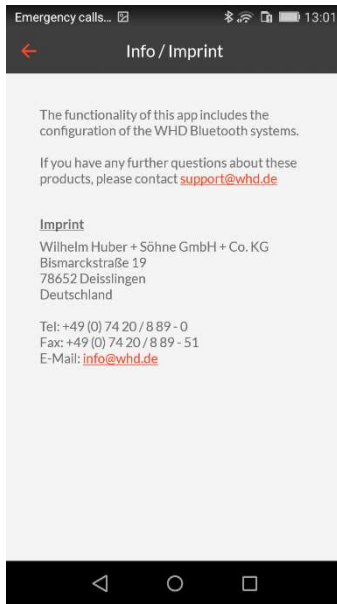 Emergency calls... 13:01
Info / Imprint
The functionality of this app includes the
configuration of the WHD Bluetooth systems.
If you have any further questions about these
products, please contact support@whd.de
Imprint
Wilhelm Huber + Söhne GmbH + Co. KG
Bismarckstraße 19
78652 Deisslingen
Deutschland
Tel: +49 (0) 74 20 / 8 89 - 0
Fax: +49 (0) 74 20 / 8 89 - 51
E-Mail: info@whd.de